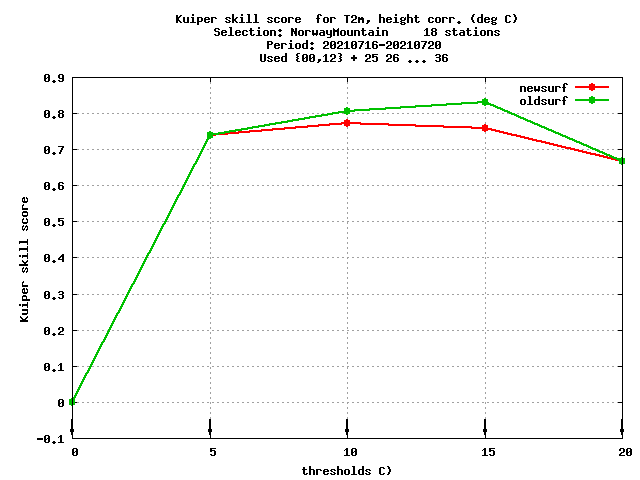 Kuiper skill score  for T2m, height corr. (deg C)
Selection: NorwayMountain     18 stations
Period: 20210716-20210720
Used {00,12} + 25 26 ... 36
newsurf
oldsurf
0.9
0.8
0.7
0.6
0.5
0.4
0.3
0.2
0.1
0
-0.1
Kuiper skill score
0 5 10 15 20
thresholds C)